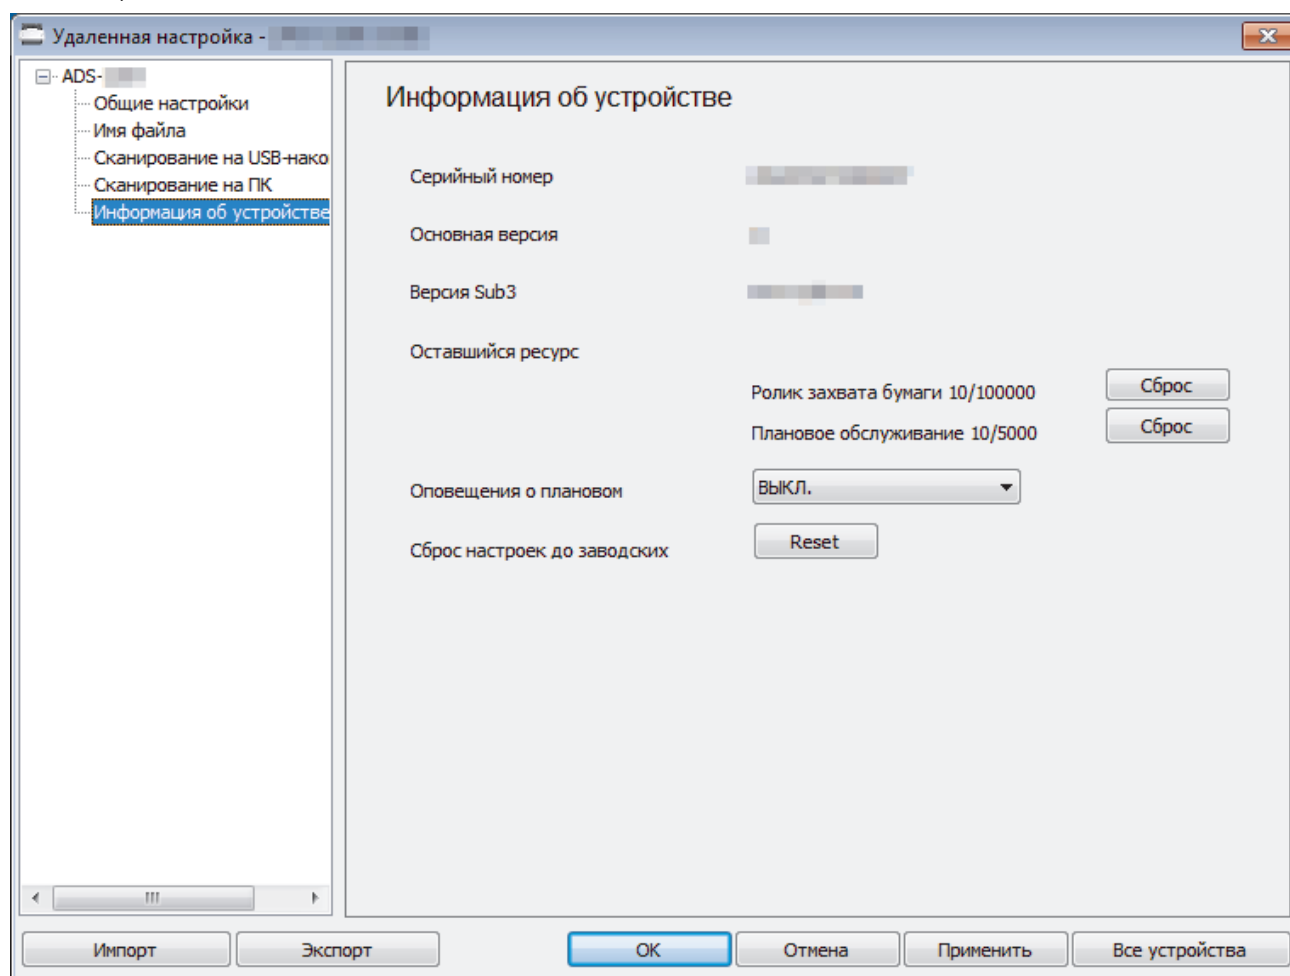 Удаленная настройка -
ADS-
Общие настройки
Имя файла
Сканирование на USB-нако
Сканирование на ПК
Информация об устройстве
Информация об устройстве
Серийный номер
Основная версия
Версия Sub3
Оставшийся ресурс
Ролик захвата бумаги 10/100000
Сброс
Плановое обслуживание 10/5000
Сброс
Оповещения о плановом
ВЫКЛ.
Сброс настроек до заводских
Reset
Импорт
Экспорт
OK
Отмена
Применить
Все устройства